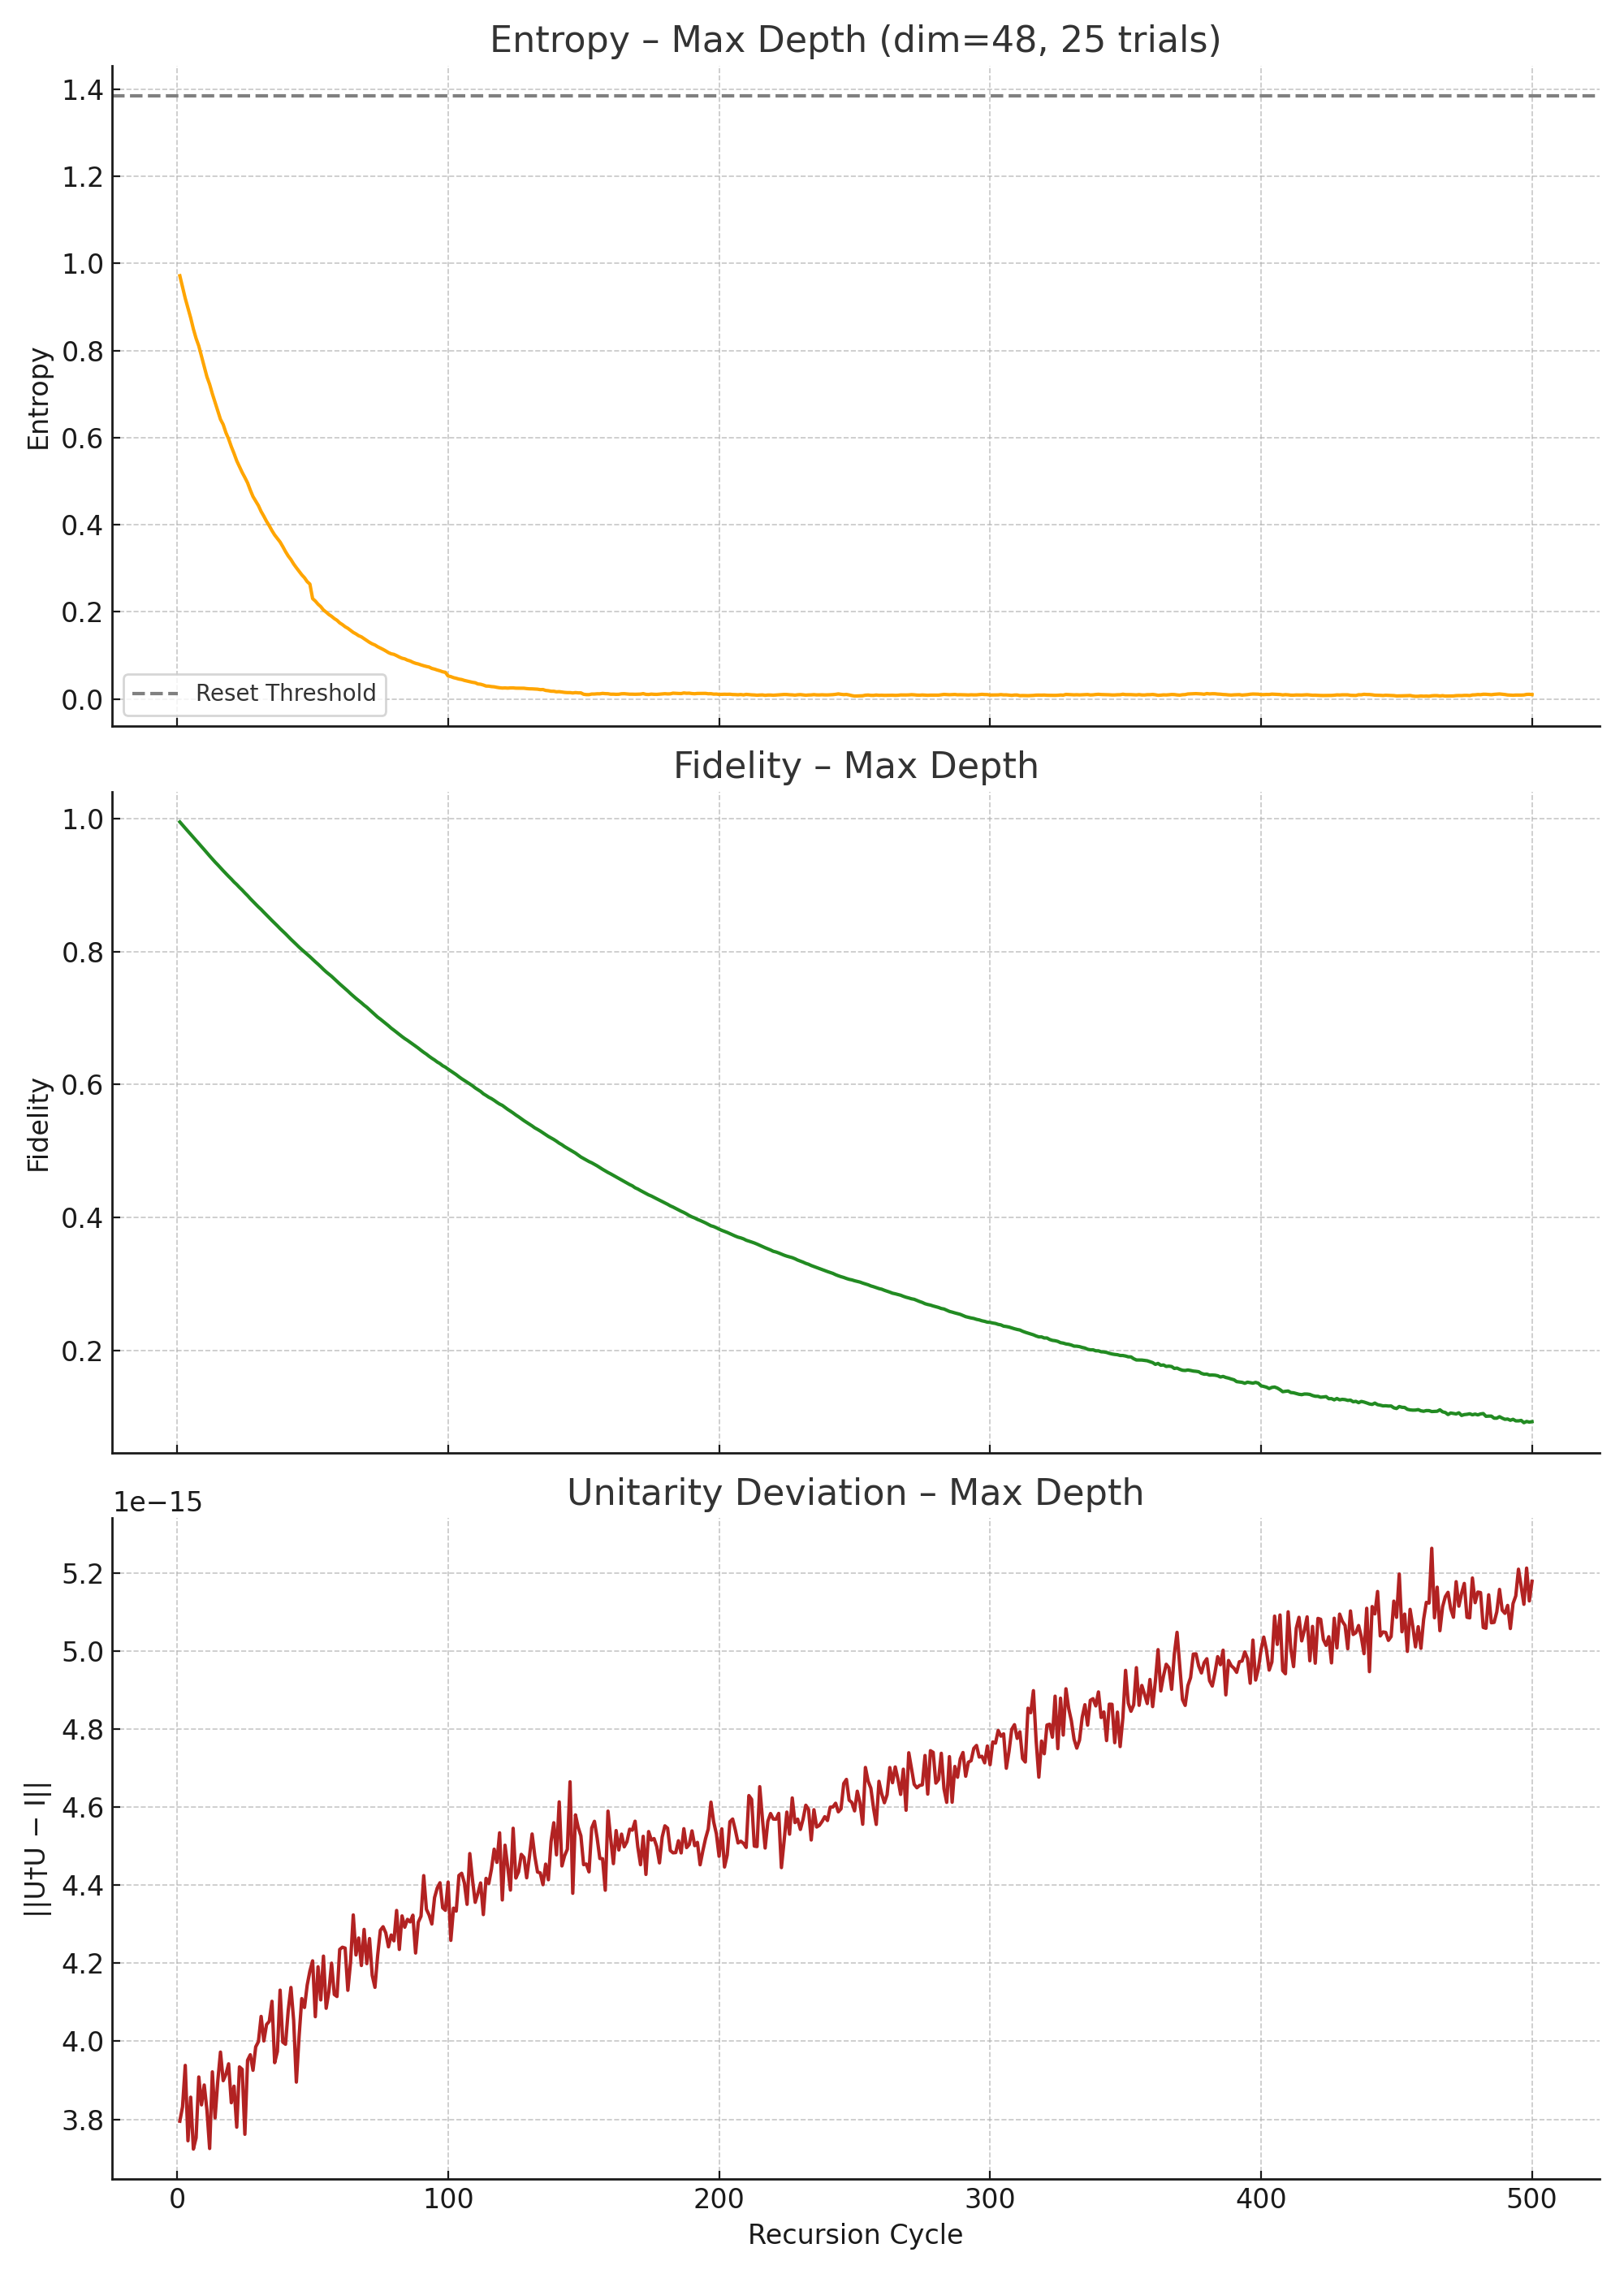 Entropy – Max Depth (dim=48, 25 trials)
1.4
1.2
1.0
0.8
0.6
0.4
0.2
0.0
Entropy
Reset Threshold
Fidelity – Max Depth
1.0
0.8
0.6
0.4
0.2
Fidelity
Unitarity Deviation – Max Depth
1e−15
5.2
5.0
4.8
4.6
4.4
4.2
4.0
3.8
||U†U − I||
0 100 200 300 400 500
Recursion Cycle